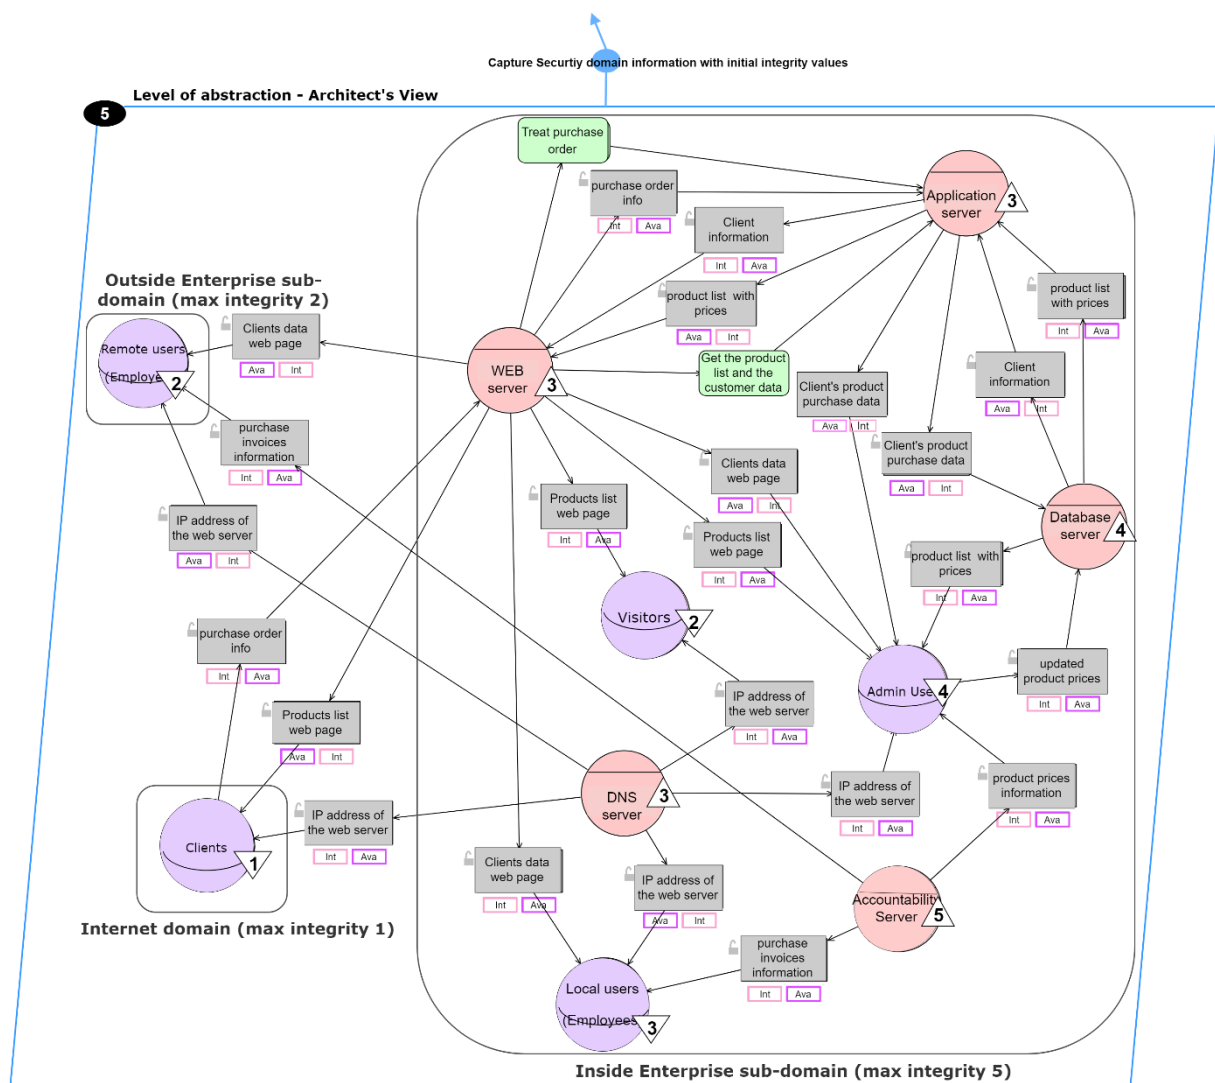 Capture Securtiy domain information with initial integrity values
Level of abstraction - Architect's View
5
Treat purchase
order
purchase order
info
Int
Ava
Application
server
3
Client
information
Int
Ava
product list with
prices
Ava
Int
product list
with prices
Int
Ava
Outside Enterprise sub-
domain (max integrity 2)
Remote users
(Employe
2
Clients data
web page
Ava
Int
WEB
server
3
Get the product
list and the
customer data
Client's product
purchase data
Ava
Int
Client
information
Ava
Int
purchase
invoices
information
Int
Ava
Client's product
purchase data
Ava
Int
Clients data
web page
Ava
Int
Products list
web page
Int
Ava
IP address of
the web server
Ava
Int
Products list
web page
Int
Ava
Database
server
4
product list with
prices
Int
Ava
Visitors
2
purchase order
info
Int
Ava
Admin Use
4
updated
product prices
Int
Ava
IP address of
the web server
Int
Ava
Products list
web page
Ava
Int
DNS
server
3
IP address of
the web server
Int
Ava
product prices
information
Int
Ava
Clients
1
IP address of
the web server
Int
Ava
Clients data
web page
Int
Ava
IP address of
the web server
Ava
Int
Accountability
Server
5
Internet domain (max integrity 1)
purchase
invoices
information
Int
Ava
Local users
(Employees
3
Inside Enterprise sub-domain (max integrity 5)